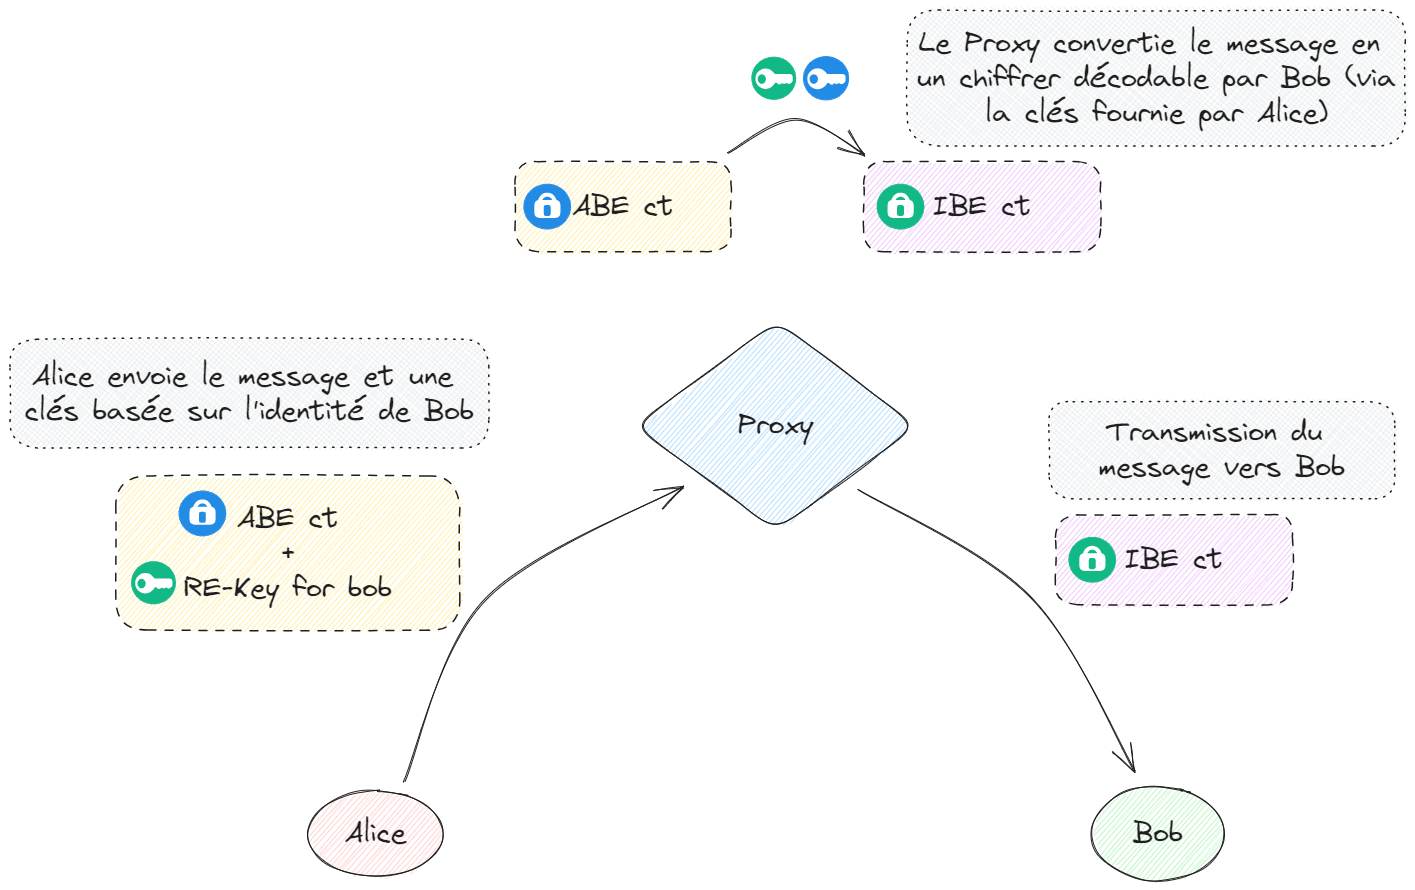 Le Proxy convertie le message en
un chiffrer décodable par Bob (via
la clés fournie par Alice)
ABE ct
IBE ct
Alice envoie le message et une
clés basée sur l'identité de Bob
ABE ct
+
RE-Key for bob
Proxy
Transmission du
message vers Bob
IBE ct
Alice
Bob